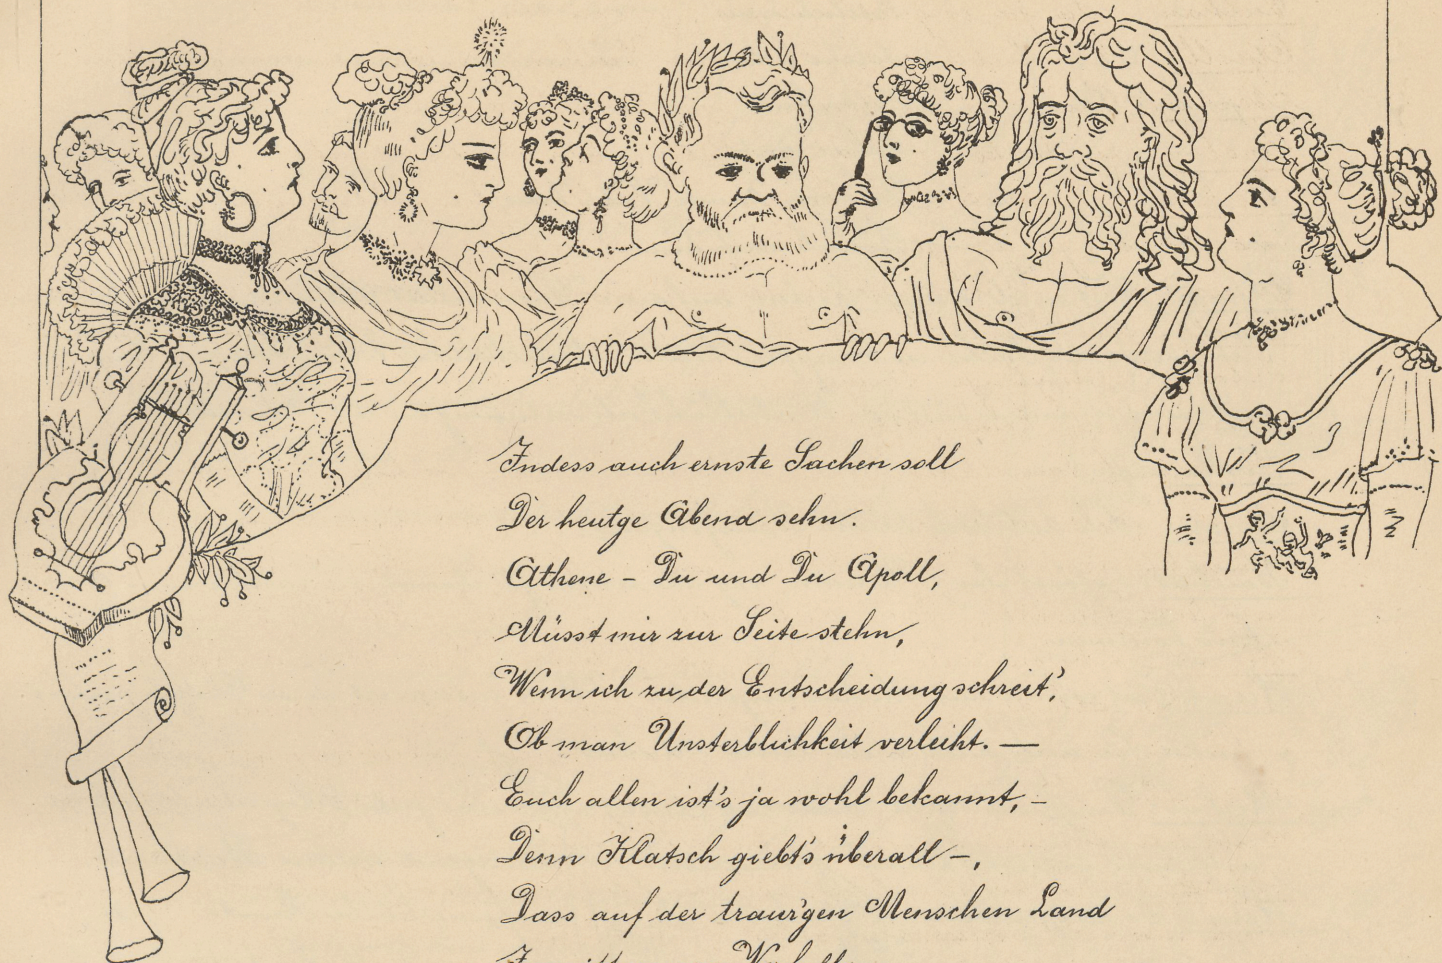 Indess auch ernste Sachen soll
Der heutge Abend sehn.
Athene – Du und Du Apoll,
Müsst mir zur Seite stehn,
Wenn ich zu der Entscheidung schreit',
Ob man Unsterblichkeit verleiht. —
Euch allen ist's ja wohl bekannt, –
Denn Klatsch giebt's überall –,
Dass auf der traur'gen Menschen Land